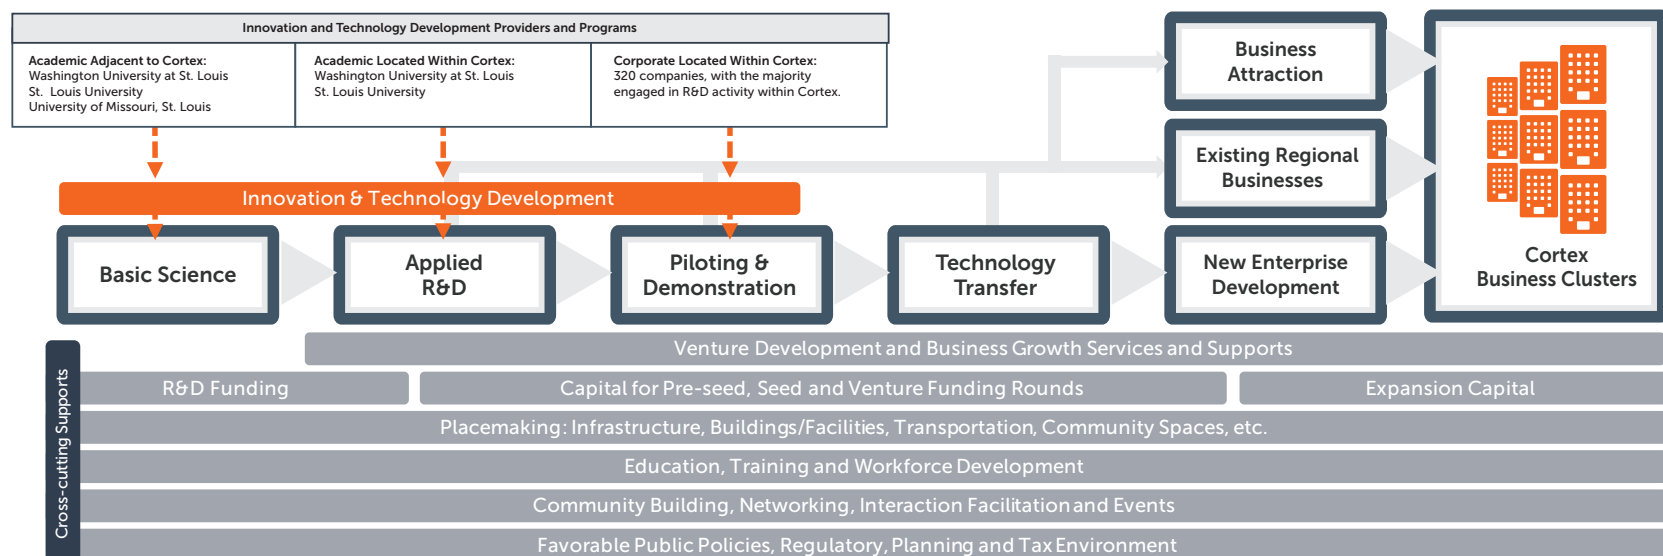 Innovation and Technology Development Providers and Programs
Academic Adjacent to Cortex:
Washington University at St. Louis
St. Louis University
University of Missouri, St. Louis
Academic Located Within Cortex:
Washington University at St. Louis
St. Louis University
Corporate Located Within Cortex:
320 companies, with the majority
engaged in R&D activity within Cortex.
Innovation & Technology Development
Basic Science
Applied
R&D
Piloting &
Demonstration
Technology
Transfer
Business
Attraction
Existing Regional
Businesses
New Enterprise
Development
Cortex
Business Clusters
Cross-cutting Supports
Venture Development and Business Growth Services and Supports
R&D Funding
Capital for Pre-seed, Seed and Venture Funding Rounds
Expansion Capital
Placemaking: Infrastructure, Buildings/Facilities, Transportation, Community Spaces, etc.
Education, Training and Workforce Development
Community Building, Networking, Interaction Facilitation and Events
Favorable Public Policies, Regulatory, Planning and Tax Environment